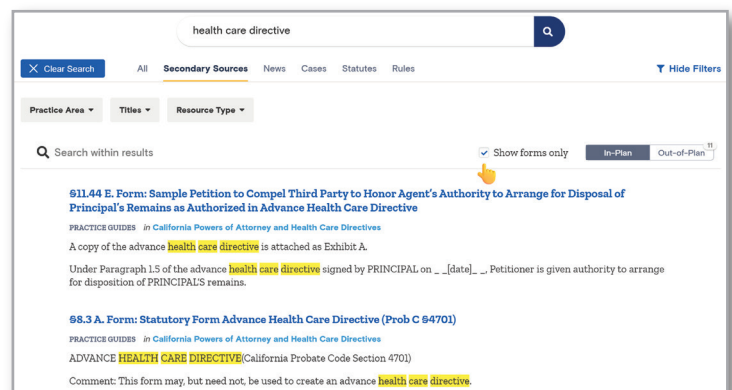 health care directive
X Clear Search All Secondary Sources News Cases Statutes Rules Hide Filters
Practice Area Titles Resource Type
Search within results Show forms only In-Plan Out-of-Plan 11
§11.44 E. Form: Sample Petition to Compel Third Party to Honor Agent's Authority to Arrange for Disposal of
Principal's Remains as Authorized in Advance Health Care Directive
PRACTICE GUIDES in California Powers of Attorney and Health Care Directives
A copy of the advance health care directive is attached as Exhibit A.
Under Paragraph 1.5 of the advance health care directive signed by PRINCIPAL on _ _[date]_ _, Petitioner is given authority to arrange
for disposition of PRINCIPAL'S remains.
§8.3 A. Form: Statutory Form Advance Health Care Directive (Prob C §4701)
PRACTICE GUIDES in California Powers of Attorney and Health Care Directives
ADVANCE HEALTH CARE DIRECTIVE(California Probate Code Section 4701)
Comment: This form may, but need not, be used to create an advance health care directive.